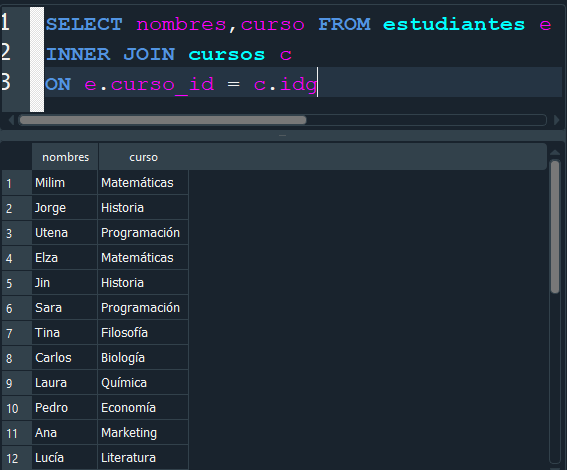 1 SELECT nombres,curso FROM estudiantes e
2 INNER JOIN cursos c
3 ON e.curso_id = c.idg
nombres curso
1 Milim Matemáticas
2 Jorge Historia
3 Utena Programación
4 Elza Matemáticas
5 Jin Historia
6 Sara Programación
7 Tina Filosofía
8 Carlos Biología
9 Laura Química
10 Pedro Economía
11 Ana Marketing
12 Lucía Literatura